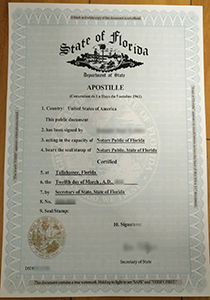 State of Florida
Department of State
APOSTILLE
(Convention de La Haye du 5 octobre 1961)
1. Country: United States of America
This public document
2. has been signed by
3. acting in the capacity of Notary Public of Florida
4. bears the seal/stamp of Notary Public, State of Florida
Certified
5. at Tallahassee, Florida
6. the Twelfth day of March, A.D.,
7. by Secretary of State, State of Florida
8. No.
9. Seal/Stamp:
10. Signature:
Secretary of State